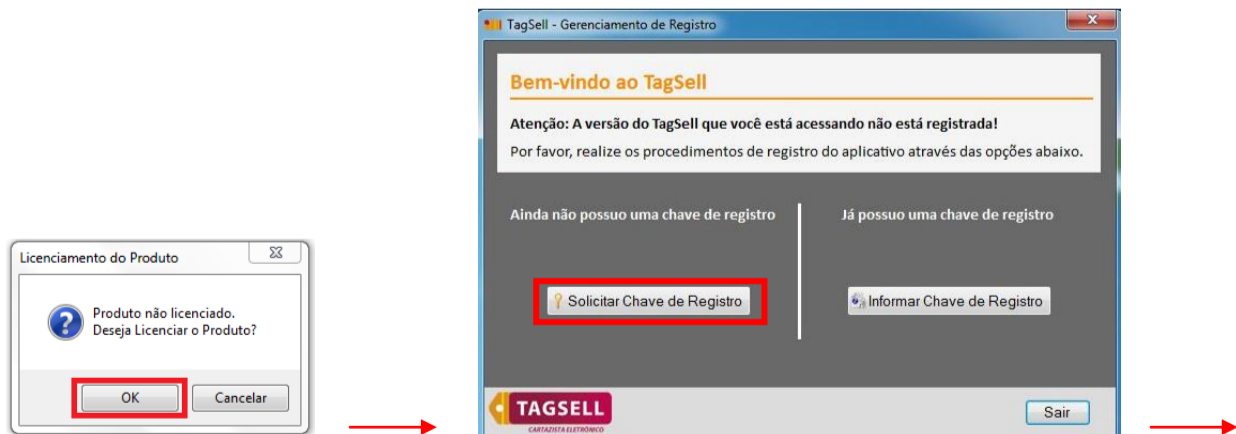 Licenciamento do Produto
Produto não licenciado.
Deseja Licenciar o Produto?
OK
Cancelar
TagSell - Gerenciamento de Registro
Bem-vindo ao TagSell
Atenção: A versão do TagSell que você está acessando não está registrada!
Por favor, realize os procedimentos de registro do aplicativo através das opções abaixo.
Ainda não possuo uma chave de registro
Já possuo uma chave de registro
Solicitar Chave de Registro
Informar Chave de Registro
TAGSELL
CARTAZISTA ELETRÔNICO
Sair